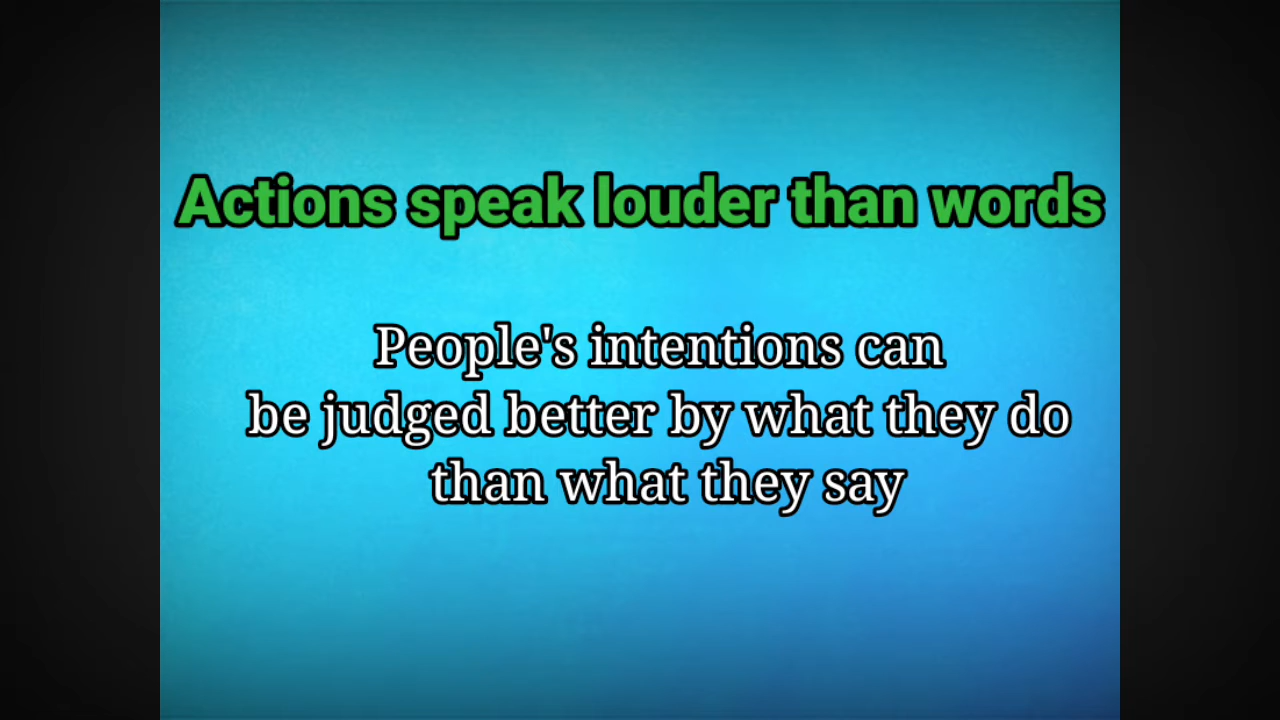 Actions speak louder than words
People's intentions can
be judged better by what they do
than what they say